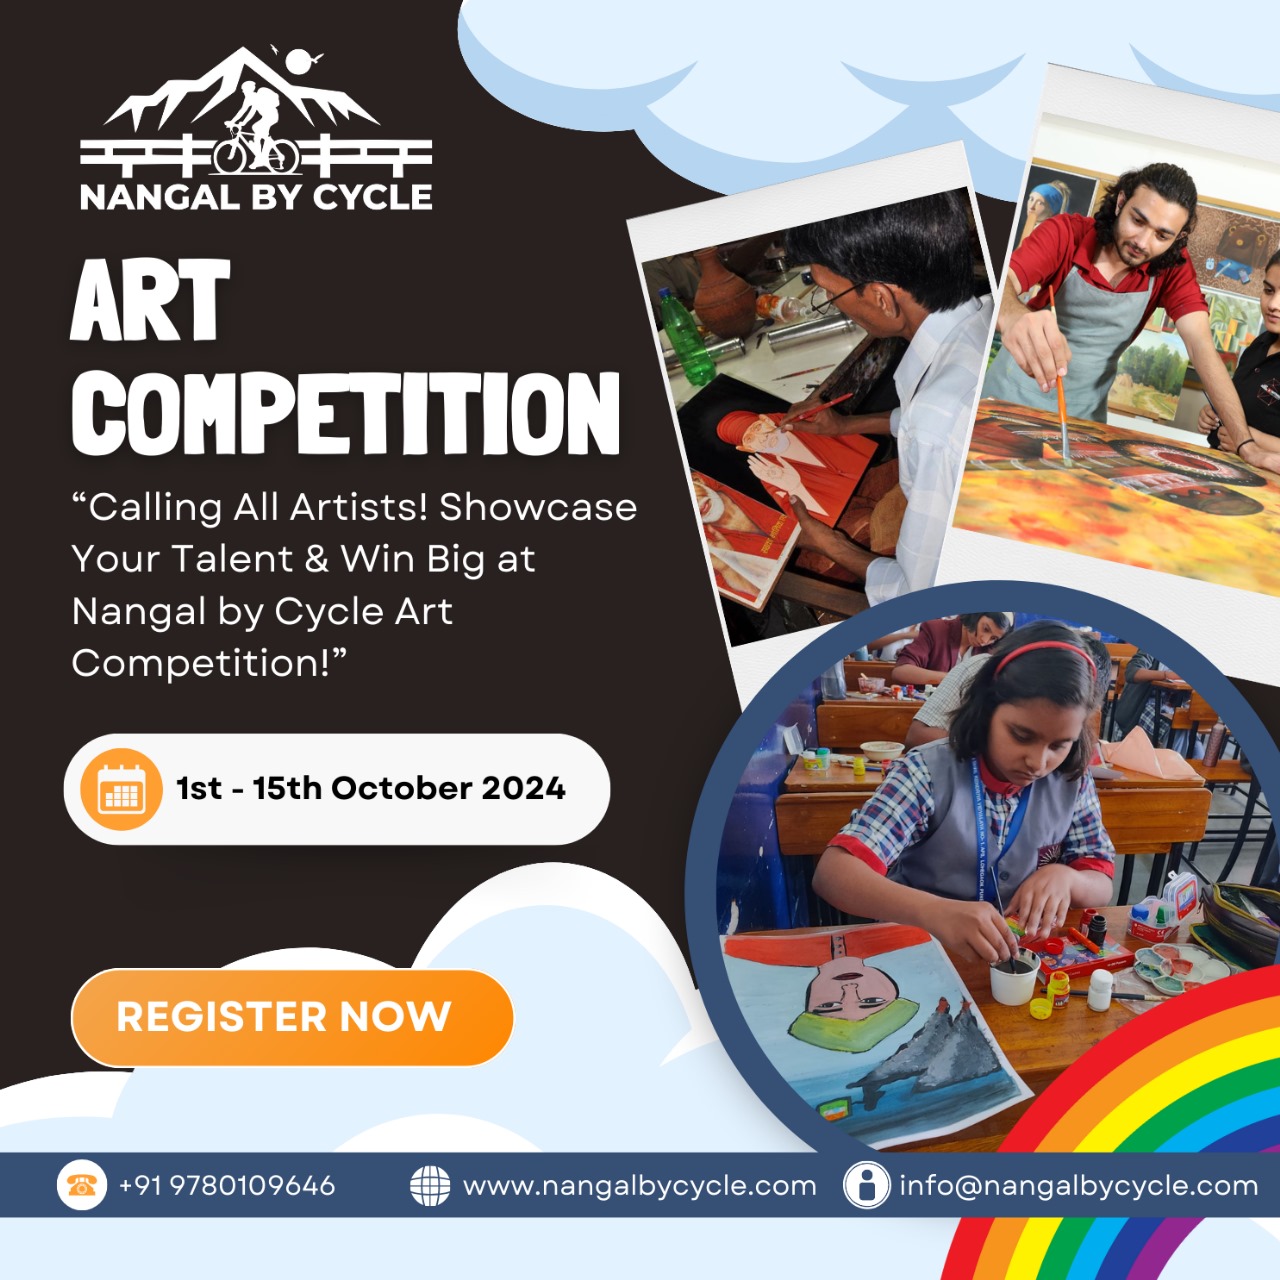 NANGAL BY CYCLE
ART
COMPETITION
“Calling All Artists! Showcase
Your Talent & Win Big at
Nangal by Cycle Art
Competition!”
1st - 15th October 2024
REGISTER NOW
+91 9780109646
www.nangalbycycle.com
info@nangalbycycle.com